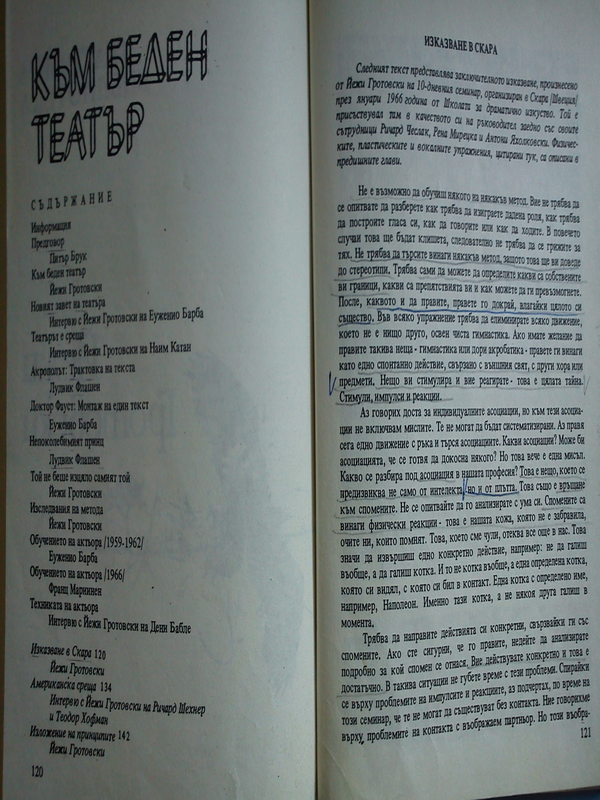 КЪМ БЕДЕН
ТЕАТЪР
СЪДЪРЖАНИЕ
Информация
Предговор
Питър Брук
Към беден театър
Йежи Гротовски
Новият завет на театъра
Интервю с Йежи Гротовски на Еуженио Барба
Театърът е среща
Интервю с Йежи Гротовски на Наим Катан
Акрополът: Трактовка на текста
Лудвик Флашен
Доктор Фауст: Монтаж на един текст
Еуженио Барба
Непоколебимият принц
Лудвик Флашен
Той не беше изцяло самият той
Йежи Гротовски
Изследвания на метода
Йежи Гротовски
Обучението на актьора /1959-1962/
Еуженио Барба
Обучението на актьора /1966/
Франц Мариинен
Техниката на актьора
Интервю с Йежи Гротовски на Дени Бабле
Изказване в Скара 120
Йежи Гротовски
Американска среща 134
Интервю с Йежи Гротовски на Ричард Шехнер
и Теодор Хофман
Изложение на принципите 142
Йежи Гротовски
120
ИЗКАЗВАНЕ В СКАРА
Следният текст представлява заключителното изказване, произнесено
от Йежи Гротовски на 10-дневния семинар, организиран в Скара /Швеция/
през януари 1966 година от Школата за драматично изкуство. Той е
присъствувал там в качеството си на ръководител заедно със своите
сътрудници Ричард Чеслак, Рена Мирецка и Антони Яхолковски. Физичес-
ките, пластическите и вокалните упражнения, цитирани тук, са описани в
предишните глави.
Не е възможно да обучиш някого на някакъв метод. Вие не трябва да
се опитвате да разберете как трябва да изиграете дадена роля, как трябва
да построите гласа си, как да говорите или как да ходите. В повечето
случаи това ще бъдат клишета, следователно не трябва да се грижите за
тях. Не трябва да търсите винаги някакъв метод, защото това ще ви доведе
до стереотипи. Трябва сами да можете да определите какви са собствените
ви граници, какви са препятствията ви и как можете да ги превъзмогнете.
После, каквото и да правите, правете го докрай, влагайки цялото си
същество. Във всяко упражнение трябва да елиминирате всяко движение,
което не е нищо друго, освен чиста гимнастика. Ако имате желание да
правите такива неща - гимнастика или дори акробатика - правете ги винаги
като едно спонтанно действие, свързано с външния свят, с други хора или
предмети. Нещо ви стимулира и вие реагирате - това е цялата тайна.
Стимули, импулси и реакции.
Аз говорих доста за индивидуалните асоциации, но към тези асоциа-
ции не включвам мислите. Те не могат да бъдат систематизирани. Аз правя
сега едно движение с ръка и търся асоциациите. Какви асоциации? Може би
асоциацията, че се готвя да докосна някого? Но това вече е една мисъл.
Какво се разбира под асоциация в нашата професия? Това е нещо, което се
предизвиква не само от интелекта, но и от плътта. Това също е връщане
към спомените. Не се опитвайте да го анализирате с ума си. Спомените са
винаги физически реакции - това е нашата кожа, която не е забравила,
очите ни, които помнят. Това, което сме чули, отеква все още в нас. Това
значи да извършиш едно конкретно действие, например: не да галиш
въобще, а да галиш котка. И то не котка въобще, а една определена котка,
която си видял, с която си бил в контакт. Една котка с определено име,
например, Наполеон. Именно тази котка, а не някоя друга галиш в
момента.
Трябва да направите действията си конкретни, свързвайки ги със
спомените. Ако сте сигурни, че го правите, недейте да анализирате
подробно за кой спомен се отнася. Вие действувате конкретно и това е
достатъчно. В такива ситуации не губете време с тези проблеми. Спирайки
се върху проблемите на импулсите и реакциите, аз подчертах, по време на
този семинар, че те не могат да съществуват без контакта. Ние говорихме
върху проблемите на контакта с въображаем партньор. Но този въобра-
121